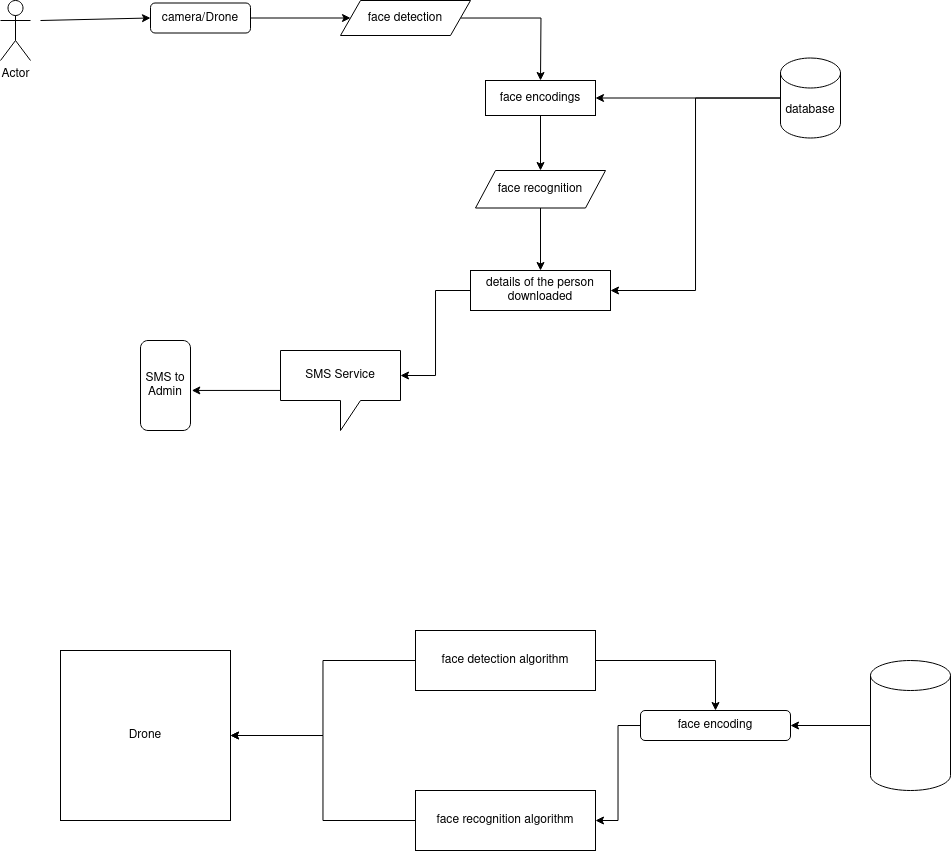 camera/Drone
face detection
Actor
face encodings
database
face recognition
details of the person
downloaded
SMS Service
SMS to
Admin
face detection algorithm
Drone
face encoding
face recognition algorithm